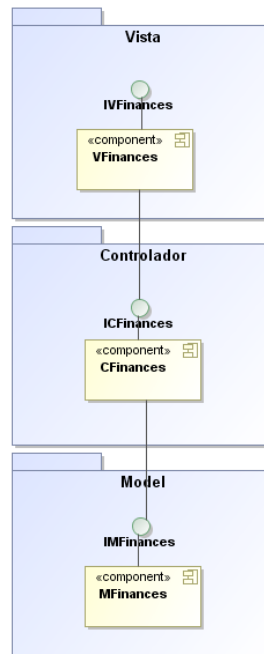 Vista
IVFinances
«component»
VFinances
Controlador
ICFinances
«component»
CFinances
Model
IMFinances
«component»
MFinances